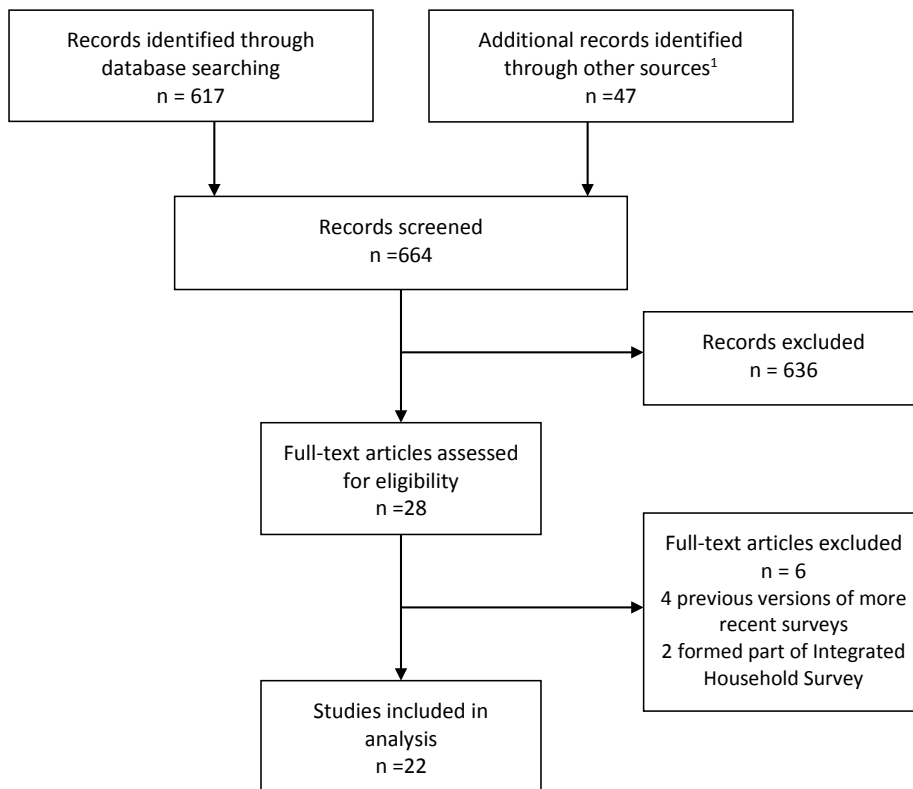 Records identified through
database searching
n = 617
Additional records identified
through other sources¹
n =47
Records screened
n =664
Records excluded
n = 636
Full-text articles assessed
for eligibility
n =28
Full-text articles excluded
n = 6
4 previous versions of more
recent surveys
2 formed part of Integrated
Household Survey
Studies included in
analysis
n =22